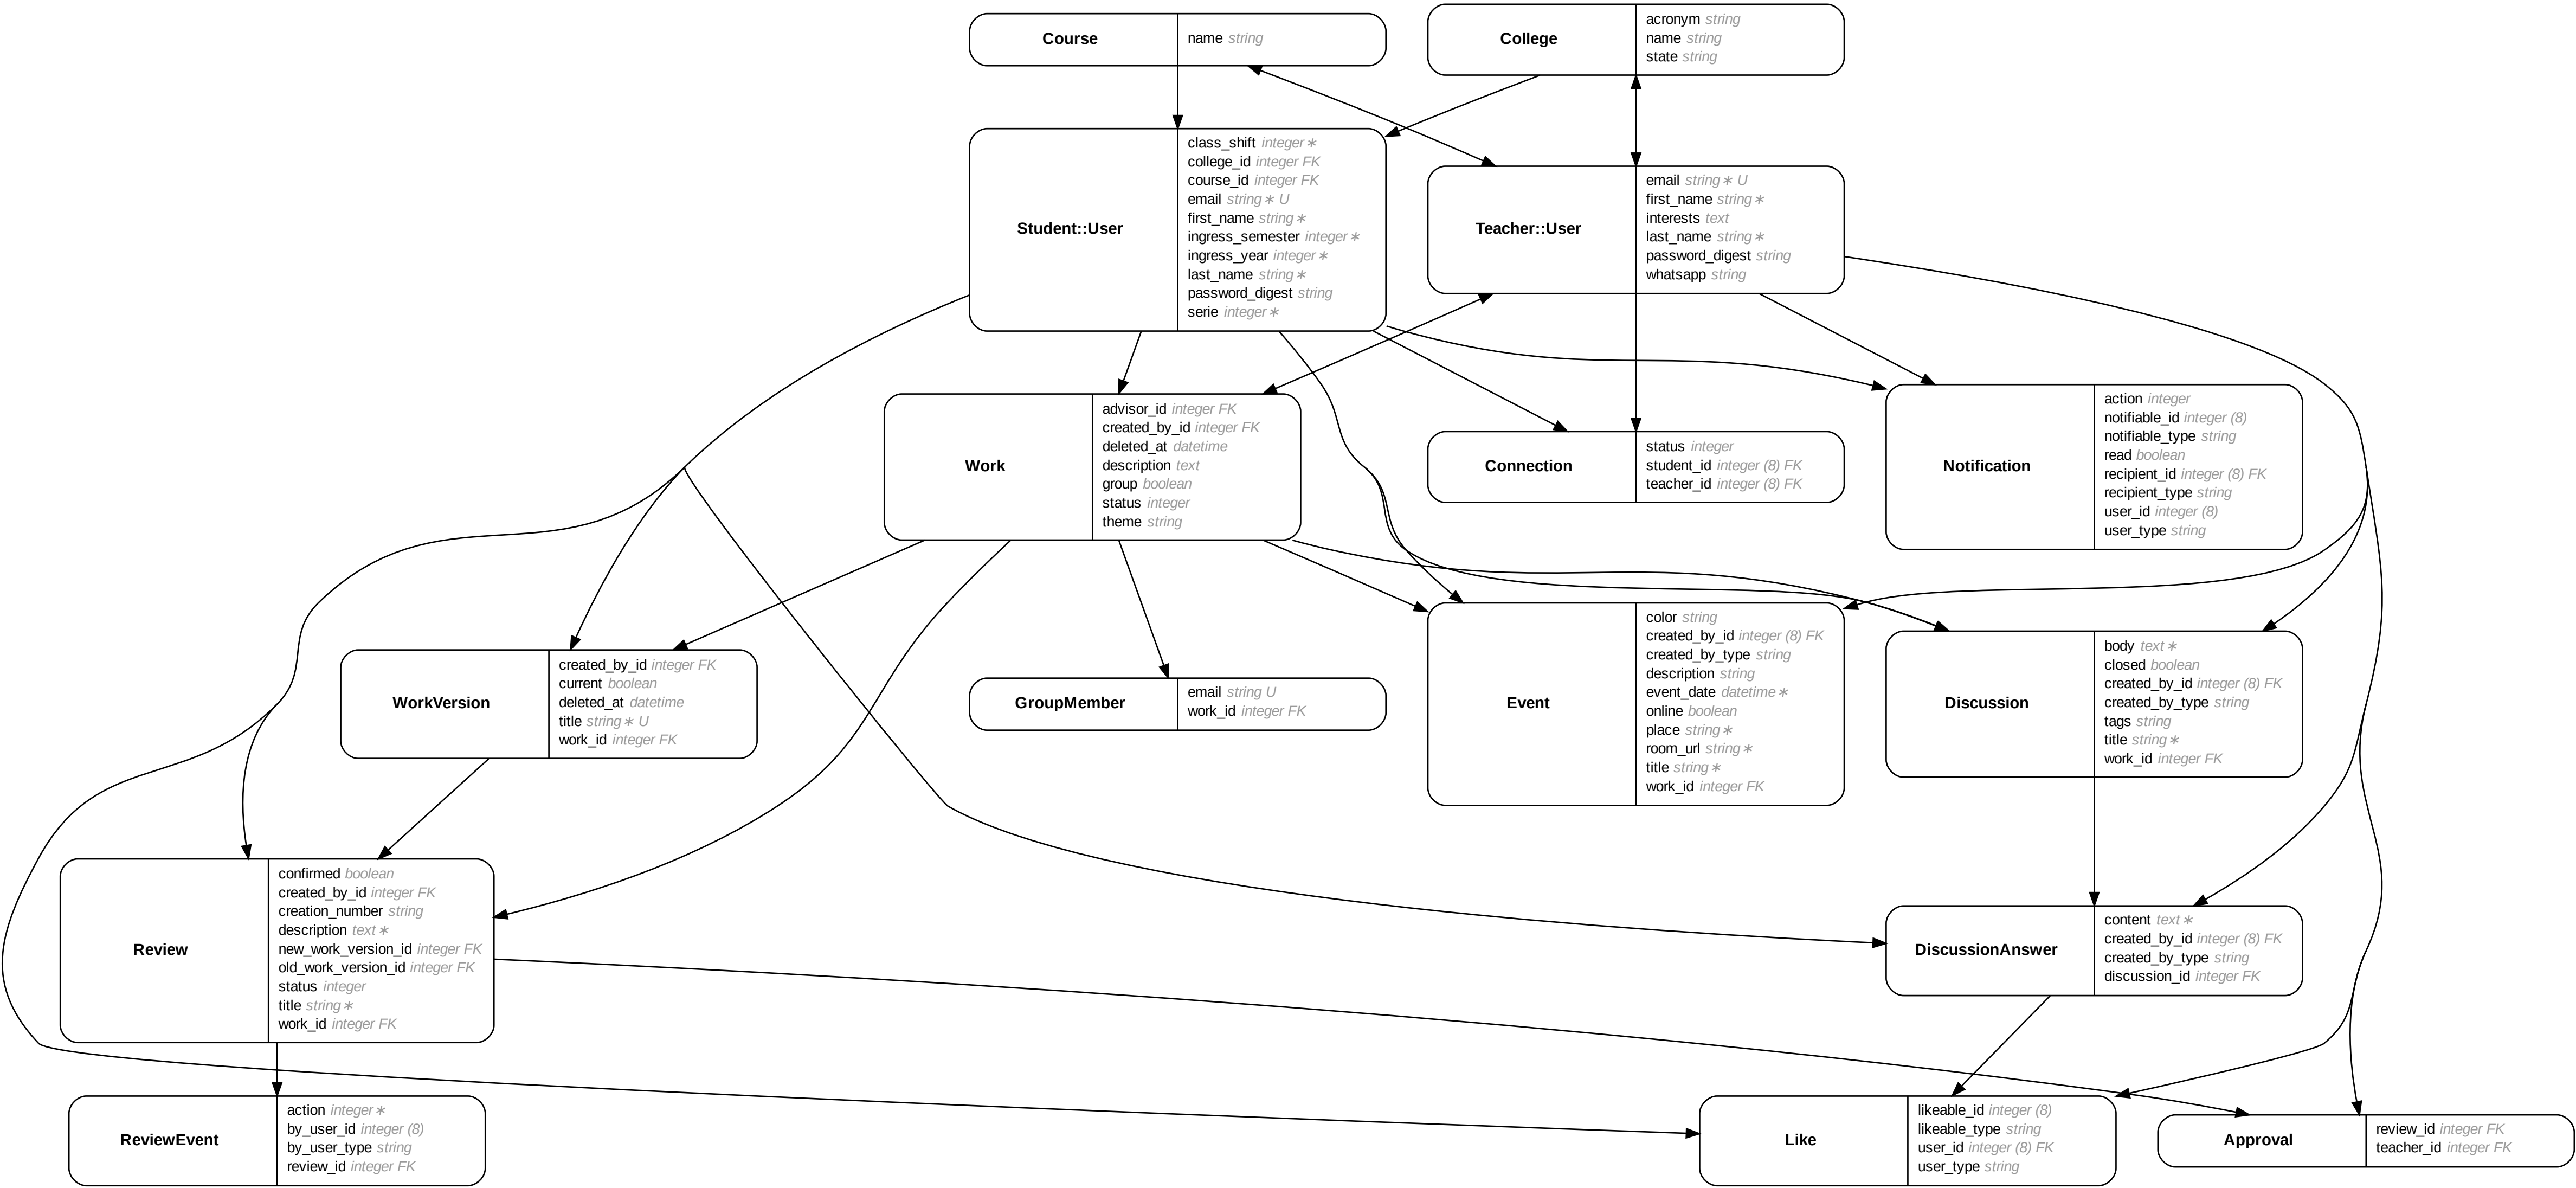 Course
name string
College
acronym string
name string
state string
Student::User
class_shift integer∗
college_id integer FK
course_id integer FK
email string∗ U
first_name string∗
ingress_semester integer∗
ingress_year integer∗
last_name string∗
password_digest string
serie integer∗
Teacher::User
email string∗ U
first_name string∗
interests text
last_name string∗
password_digest string
whatsapp string
Work
advisor_id integer FK
created_by_id integer FK
deleted_at datetime
description text
group boolean
status integer
theme string
Connection
status integer
student_id integer (8) FK
teacher_id integer (8) FK
Notification
action integer
notifiable_id integer (8)
notifiable_type string
read boolean
recipient_id integer (8) FK
recipient_type string
user_id integer (8)
user_type string
WorkVersion
created_by_id integer FK
current boolean
deleted_at datetime
title string∗ U
work_id integer FK
GroupMember
email string U
work_id integer FK
Event
color string
created_by_id integer (8) FK
created_by_type string
description string
event_date datetime∗
online boolean
place string∗
room_url string∗
title string∗
work_id integer FK
Discussion
body text∗
closed boolean
created_by_id integer (8) FK
created_by_type string
tags string
title string∗
work_id integer FK
Review
confirmed boolean
created_by_id integer FK
creation_number string
description text∗
new_work_version_id integer FK
old_work_version_id integer FK
status integer
title string∗
work_id integer FK
DiscussionAnswer
content text∗
created_by_id integer (8) FK
created_by_type string
discussion_id integer FK
ReviewEvent
action integer∗
by_user_id integer (8)
by_user_type string
review_id integer FK
Like
likeable_id integer (8)
likeable_type string
user_id integer (8) FK
user_type string
Approval
review_id integer FK
teacher_id integer FK